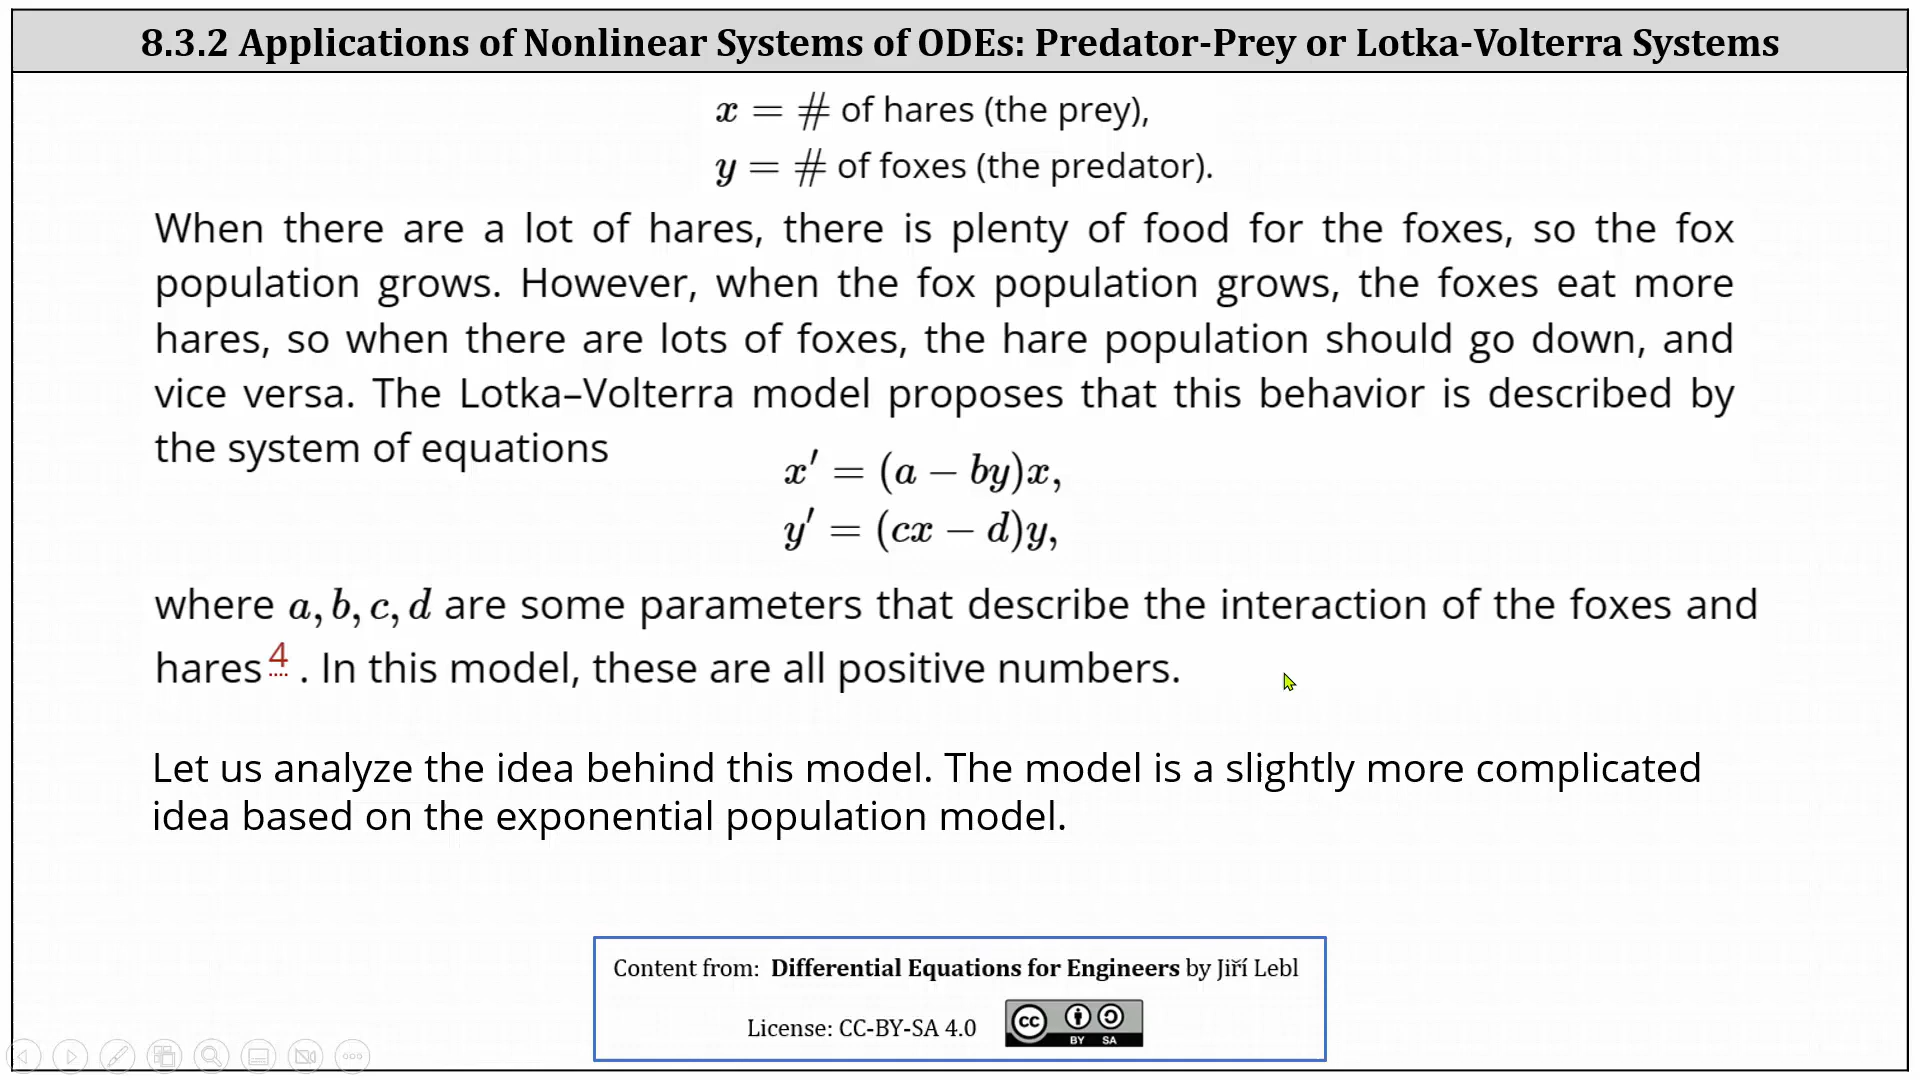 8.3.2 Applications of Nonlinear Systems of ODEs: Predator-Prey or Lotka-Volterra Systems
x = # of hares (the prey),
y = # of foxes (the predator).
When there are a lot of hares, there is plenty of food for the foxes, so the fox
population grows. However, when the fox population grows, the foxes eat more
hares, so when there are lots of foxes, the hare population should go down, and
vice versa. The Lotka–Volterra model proposes that this behavior is described by
the system of equations
x′ = (a − by)x,
y′ = (cx − d)y,
where a, b, c, d are some parameters that describe the interaction of the foxes and
hares 4 . In this model, these are all positive numbers.
Let us analyze the idea behind this model. The model is a slightly more complicated
idea based on the exponential population model.
Content from: Differential Equations for Engineers by Jiří Lebl
License: CC-BY-SA 4.0
cc BY SA